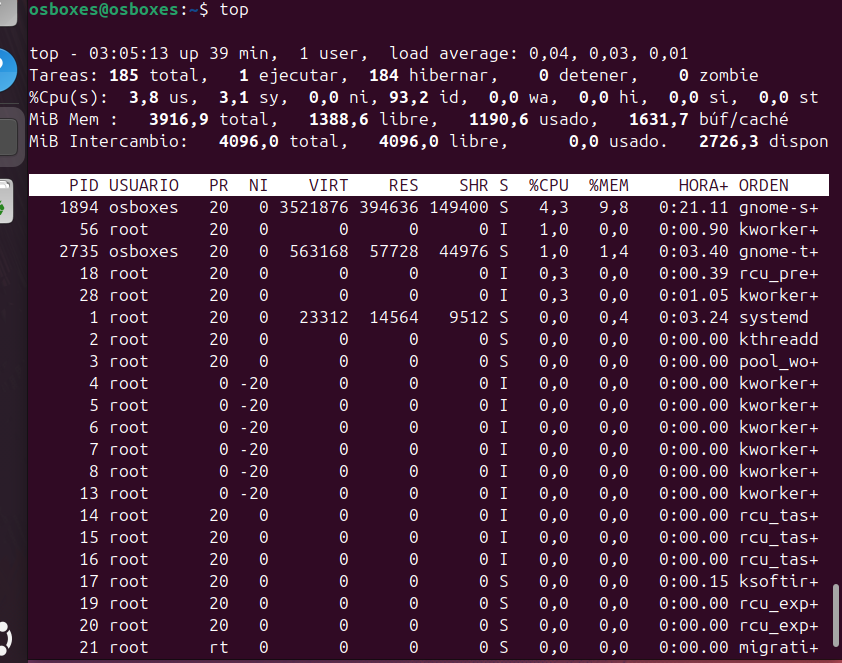 osboxes@osboxes:~$ top
top - 03:05:13 up 39 min,  1 user,  load average: 0,04, 0,03, 0,01
Tareas: 185 total,   1 ejecutar, 184 hibernar,    0 detener,    0 zombie
%Cpu(s):  3,8 us,  3,1 sy,  0,0 ni, 93,2 id,  0,0 wa,  0,0 hi,  0,0 si,  0,0 st
MiB Mem :   3916,9 total,   1388,6 libre,   1190,6 usado,   1631,7 búf/caché
MiB Intercambio:   4096,0 total,   4096,0 libre,      0,0 usado.   2726,3 dispon
PID USUARIO   PR  NI    VIRT    RES    SHR S  %CPU  %MEM     HORA+ ORDEN
1894 osboxes   20   0 3521876 394636 149400 S   4,3   9,8   0:21.11 gnome-s+
56 root      20   0       0      0      0 I   1,0   0,0   0:00.90 kworker+
2735 osboxes   20   0  563168  57728  44976 S   1,0   1,4   0:03.40 gnome-t+
18 root      20   0       0      0      0 I   0,3   0,0   0:00.39 rcu_pre+
28 root      20   0       0      0      0 I   0,3   0,0   0:01.05 kworker+
1 root      20   0   23312  14564   9512 S   0,0   0,4   0:03.24 systemd
2 root      20   0       0      0      0 S   0,0   0,0   0:00.00 kthreadd
3 root      20   0       0      0      0 S   0,0   0,0   0:00.00 pool_wo+
4 root       0 -20       0      0      0 I   0,0   0,0   0:00.00 kworker+
5 root       0 -20       0      0      0 I   0,0   0,0   0:00.00 kworker+
6 root       0 -20       0      0      0 I   0,0   0,0   0:00.00 kworker+
7 root       0 -20       0      0      0 I   0,0   0,0   0:00.00 kworker+
8 root       0 -20       0      0      0 I   0,0   0,0   0:00.00 kworker+
13 root       0 -20       0      0      0 I   0,0   0,0   0:00.00 kworker+
14 root      20   0       0      0      0 I   0,0   0,0   0:00.00 rcu_tas+
15 root      20   0       0      0      0 I   0,0   0,0   0:00.00 rcu_tas+
16 root      20   0       0      0      0 I   0,0   0,0   0:00.00 rcu_tas+
17 root      20   0       0      0      0 S   0,0   0,0   0:00.15 ksoftir+
19 root      20   0       0      0      0 S   0,0   0,0   0:00.00 rcu_exp+
20 root      20   0       0      0      0 S   0,0   0,0   0:00.00 rcu_exp+
21 root      rt   0       0      0      0 S   0,0   0,0   0:00.00 migrati+